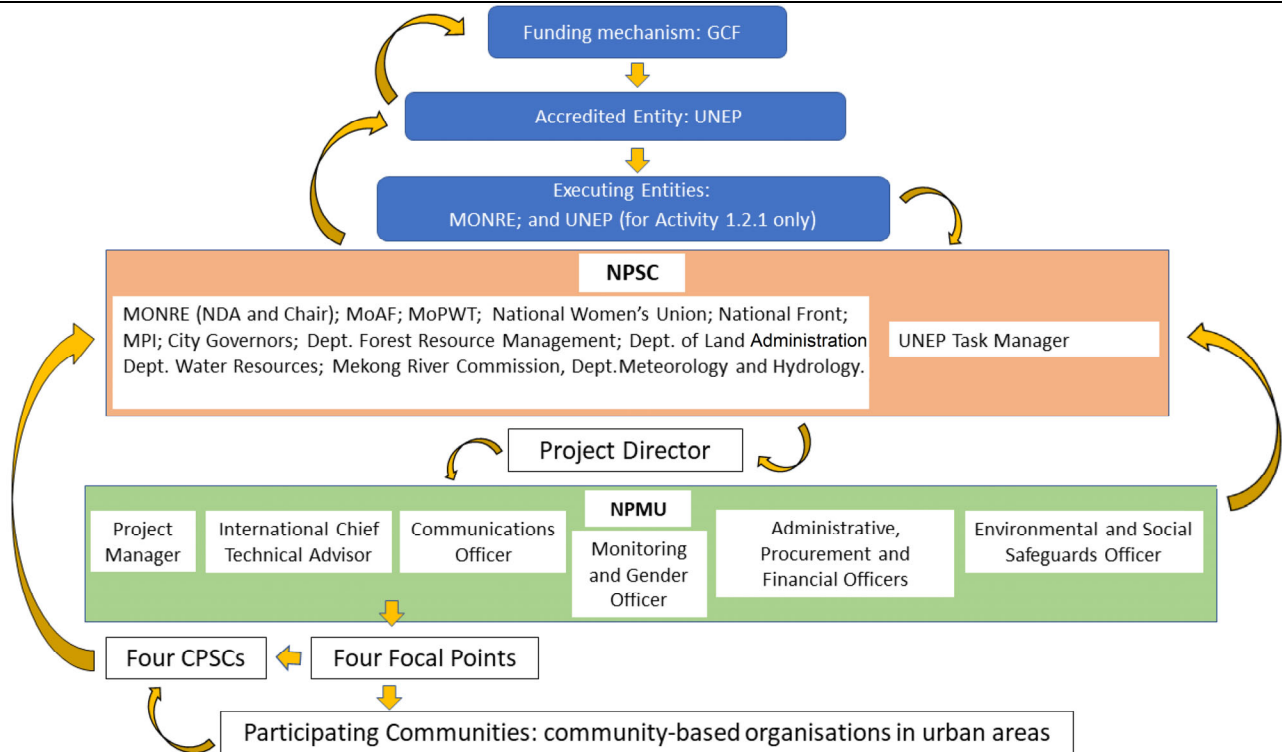 Funding mechanism: GCF
Accredited Entity: UNEP
Executing Entities:
MONRE; and UNEP (for Activity 1.2.1 only)
NPSC
MONRE (NDA and Chair); MoAF; MoPWT; National Women's Union; National Front;
MPI; City Governors; Dept. Forest Resource Management; Dept. of Land Administration
Dept. Water Resources; Mekong River Commission, Dept.Meteorology and Hydrology.
UNEP Task Manager
Project Director
NPMU
Project
Manager
International Chief
Technical Advisor
Communications
Officer
Monitoring
and Gender
Officer
Administrative,
Procurement and
Financial Officers
Environmental and Social
Safeguards Officer
Four CPSCs
Four Focal Points
Participating Communities: community-based organisations in urban areas